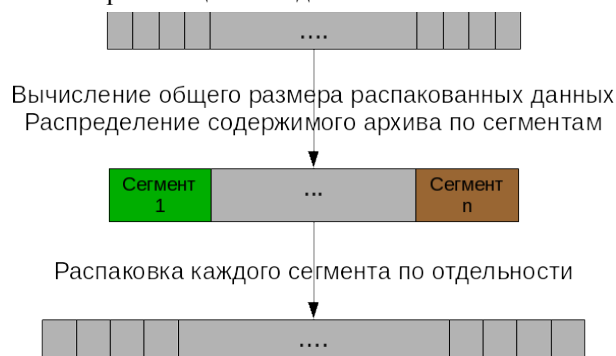 ....
Вычисление общего размера распакованных данных
Распределение содержимого архива по сегментам
Сегмент 1
...
Сегмент n
Распаковка каждого сегмента по отдельности
....